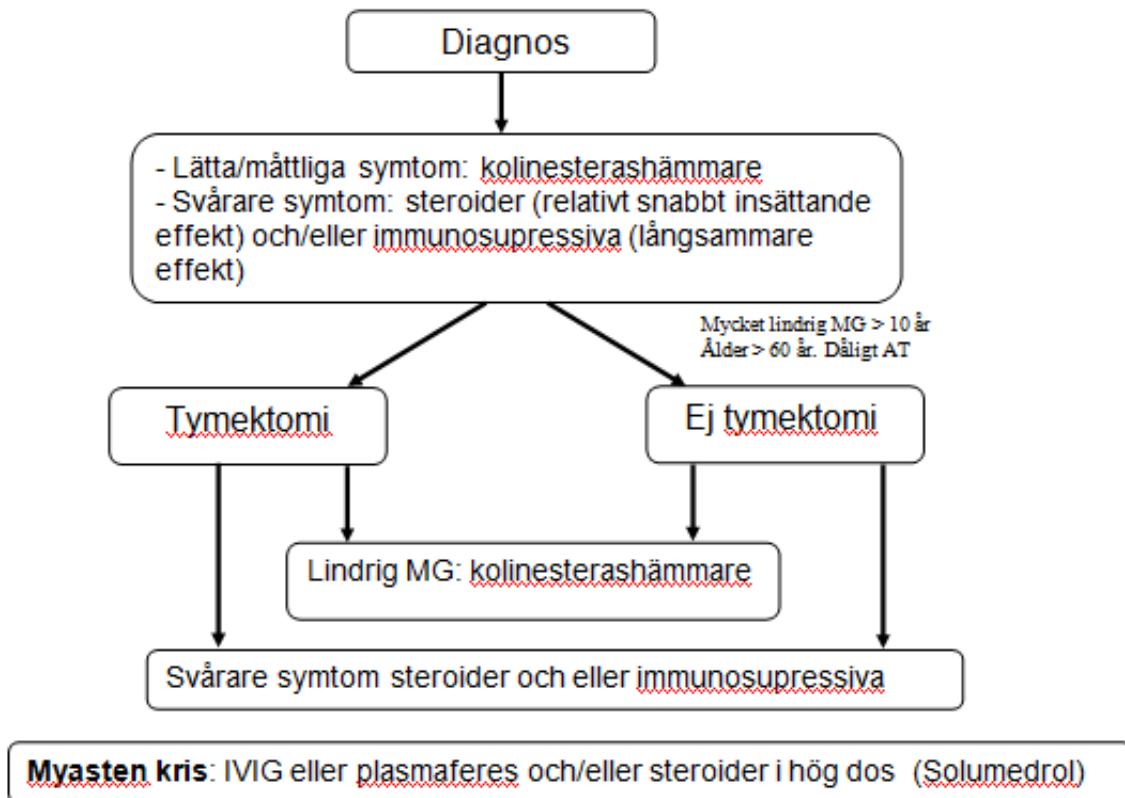 Diagnos
- Lätta/måttliga symtom: kolinesterashämmare
- Svårare symtom: steroider (relativt snabbt insättande
effekt) och/eller immunosupressiva (långsammare
effekt)
Mycket lindrig MG > 10 år
Ålder > 60 år. Dåligt AT
Tymektomi
Ej tymektomi
Lindrig MG: kolinesterashämmare
Svårare symtom steroider och eller immunosupressiva
Myasten kris: IVIG eller plasmaferes och/eller steroider i hög dos (Solumedrol)